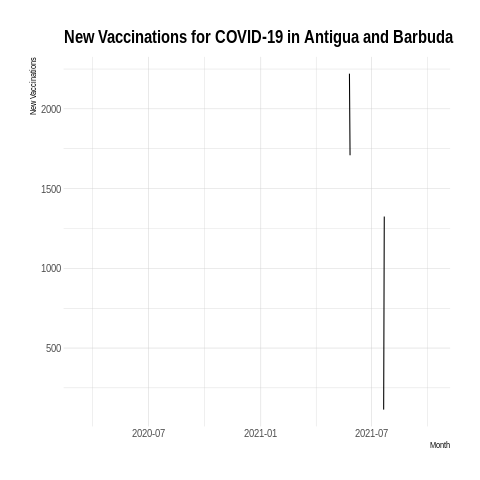 New Vaccinations for COVID-19 in Antigua and Barbuda
New Vaccinations
2000
1500
1000
500
2020-07 2021-01 2021-07
Month